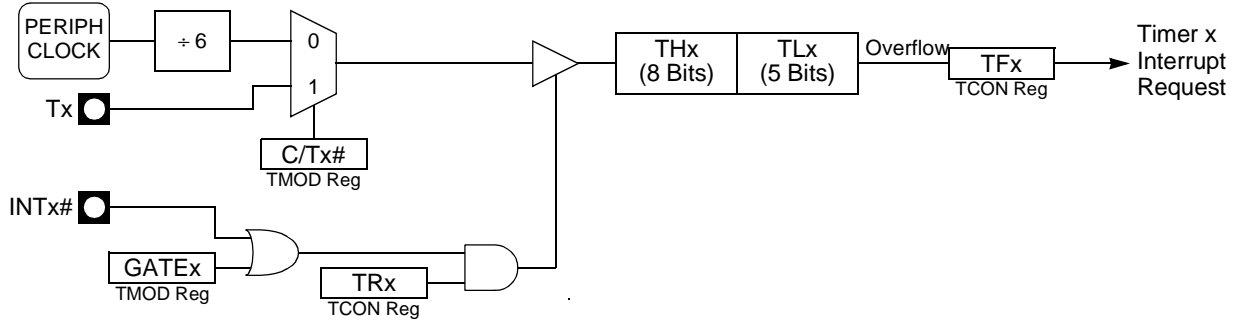 PERIPH
CLOCK
÷ 6
0
1
Tx
C/Tx#
TMOD Reg
THx
(8 Bits)
TLx
(5 Bits)
Overflow
TFx
TCON Reg
Timer x
Interrupt
Request
INTx#
GATEx
TMOD Reg
TRx
TCON Reg